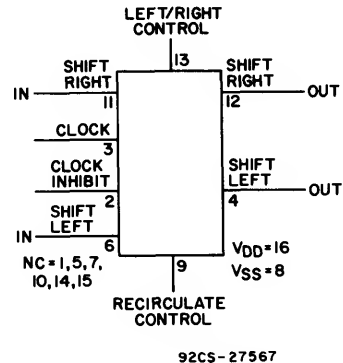 LEFT/RIGHT
CONTROL
13
SHIFT
RIGHT
IN
11
SHIFT
RIGHT
OUT
12
CLOCK
3
CLOCK
INHIBIT
2
SHIFT
LEFT
OUT
4
SHIFT
LEFT
IN
6
NC = 1,5,7,
10,14,15
VDD = 16
VSS = 8
9
RECIRCULATE
CONTROL
92CS-27567